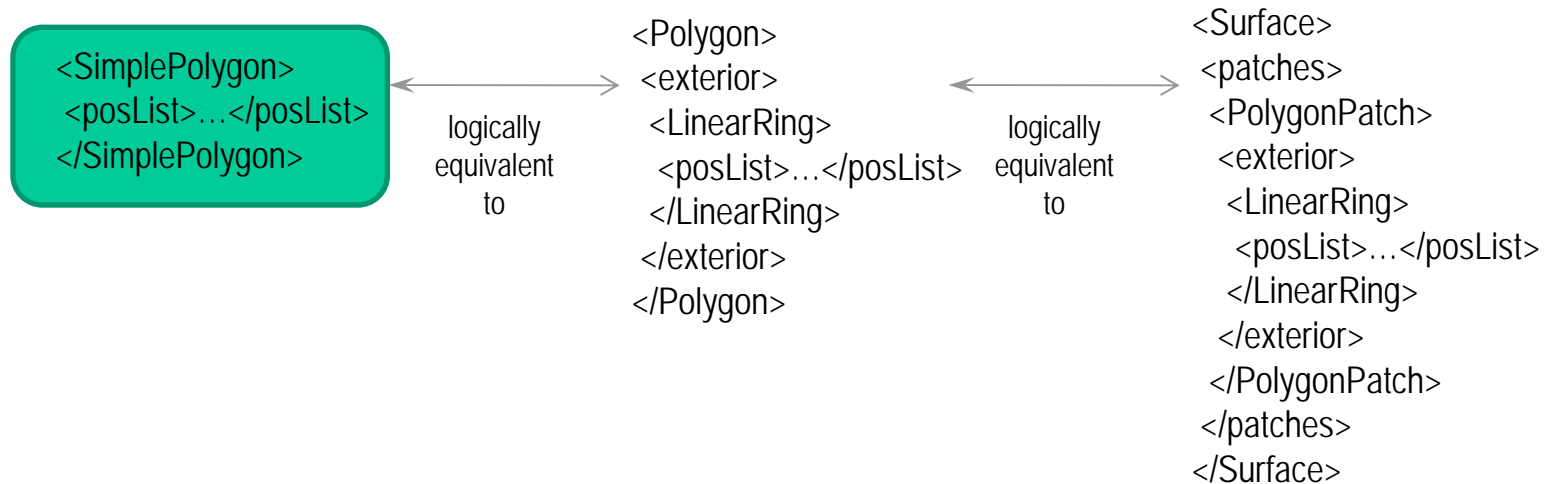 <SimplePolygon>
<posList>…</posList>
</SimplePolygon>
logically
equivalent
to
<Polygon>
<exterior>
<LinearRing>
<posList>…</posList>
</LinearRing>
</exterior>
</Polygon>
logically
equivalent
to
<Surface>
<patches>
<PolygonPatch>
<exterior>
<LinearRing>
<posList>…</posList>
</LinearRing>
</exterior>
</PolygonPatch>
</patches>
</Surface>